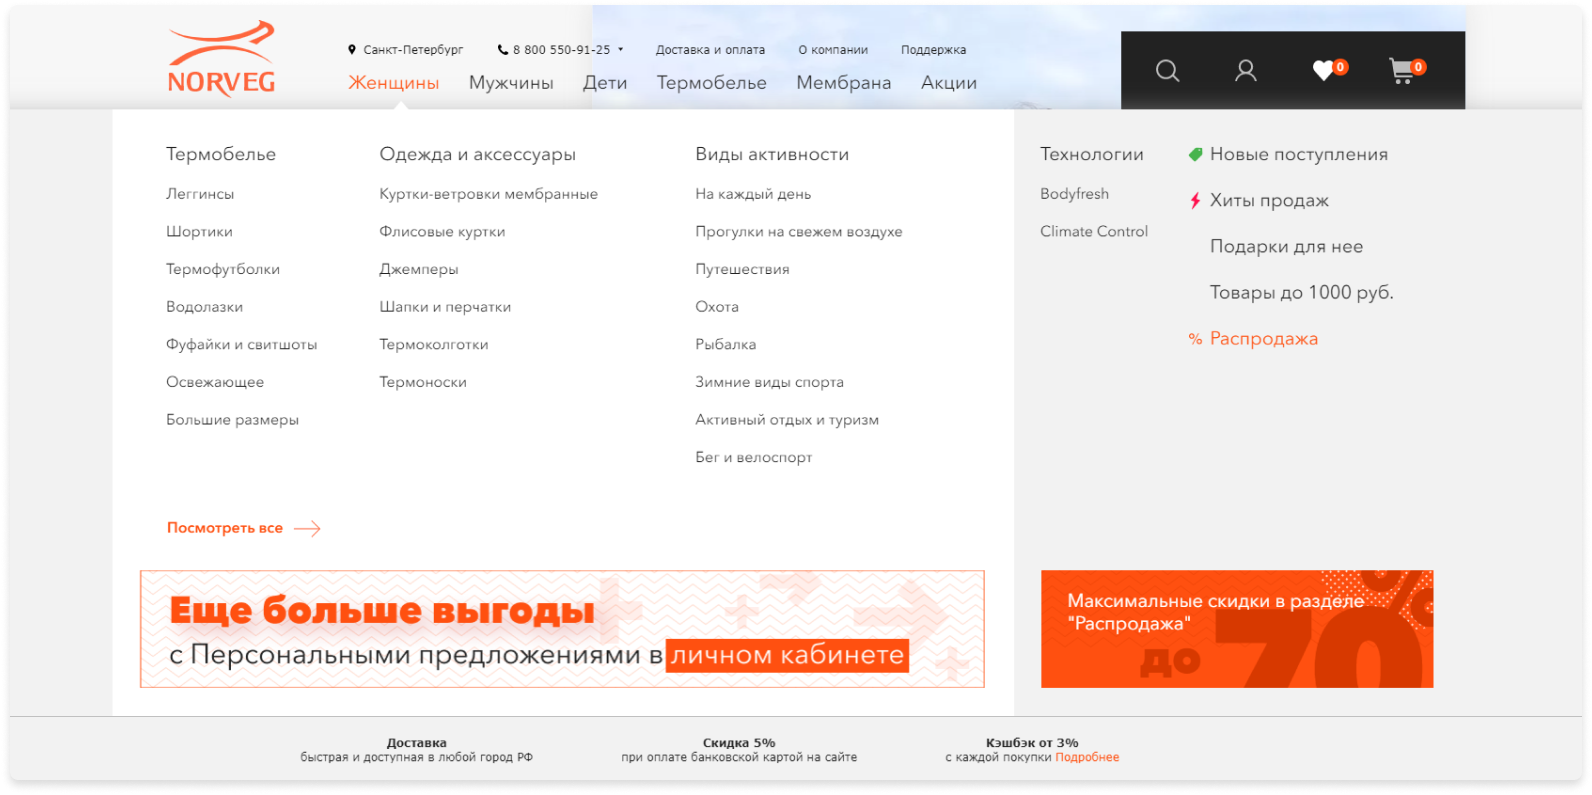 NORVEG
Санкт-Петербург
8 800 550-91-25
Доставка и оплата
О компании
Поддержка
Женщины
Мужчины
Дети
Термобелье
Мембрана
Акции
0
0
Термобелье
Леггинсы
Шортики
Термофутболки
Водолазки
Фуфайки и свитшоты
Освежающее
Большие размеры
Одежда и аксессуары
Куртки-ветровки мембранные
Флисовые куртки
Джемперы
Шапки и перчатки
Термоколготки
Термоноски
Виды активности
На каждый день
Прогулки на свежем воздухе
Путешествия
Охота
Рыбалка
Зимние виды спорта
Активный отдых и туризм
Бег и велоспорт
Технологии
Bodyfresh
Climate Control
Новые поступления
Хиты продаж
Подарки для нее
Товары до 1000 руб.
% Распродажа
Посмотреть все
Еще больше выгоды
с Персональными предложениями в личном кабинете
Максимальные скидки в разделе
"Распродажа"
до 70%
Доставка
быстрая и доступная в любой город РФ
Скидка 5%
при оплате банковской картой на сайте
Кэшбэк от 3%
с каждой покупки Подробнее